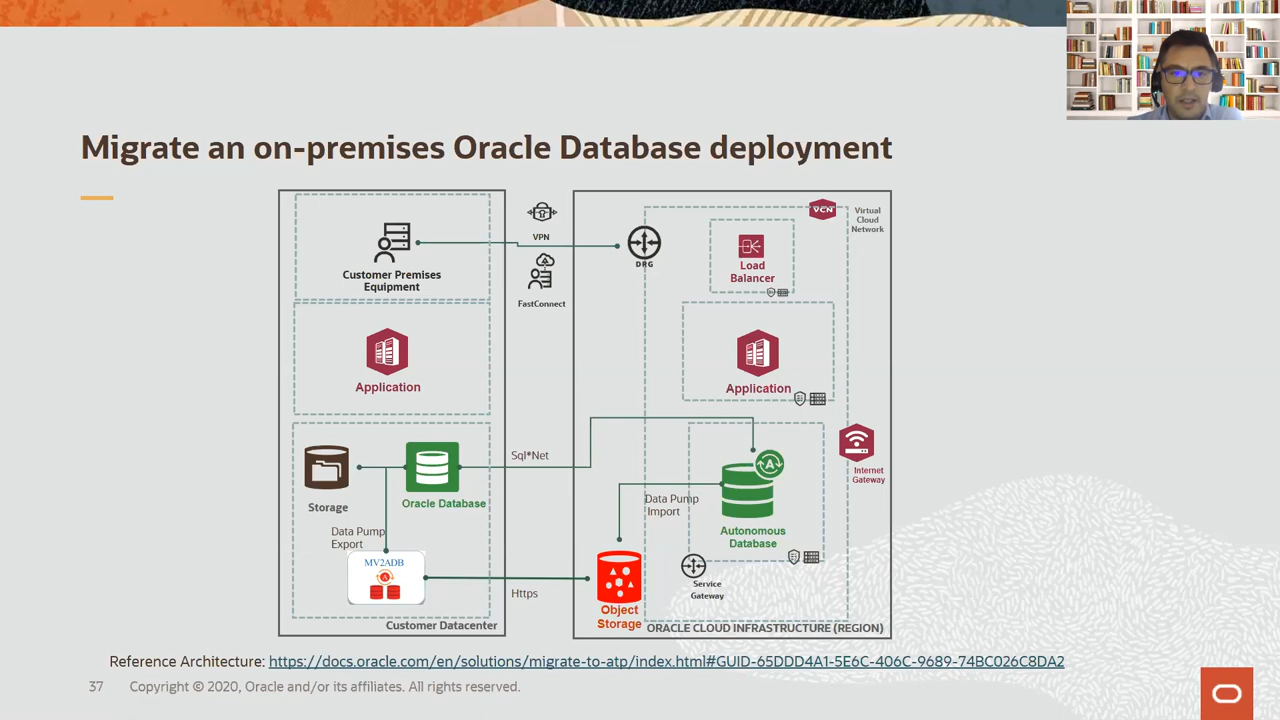 Migrate an on-premises Oracle Database deployment
VCN
Virtual
Cloud
Network
VPN
DRG
Load
Balancer
Customer Premises
Equipment
FastConnect
Application
Application
Sql*Net
Internet
Gateway
Storage
Oracle Database
Data Pump
Import
Data Pump
Export
A
Autonomous
Database
MV2ADB
A
Https
Service
Gateway
Object
Storage
Customer Datacenter
ORACLE CLOUD INFRASTRUCTURE (REGION)
Reference Architecture: https://docs.oracle.com/en/solutions/migrate-to-atp/index.html#GUID-65DDD4A1-5E6C-406C-9689-74BC026C8DA2
37 Copyright © 2020, Oracle and/or its affiliates. All rights reserved.